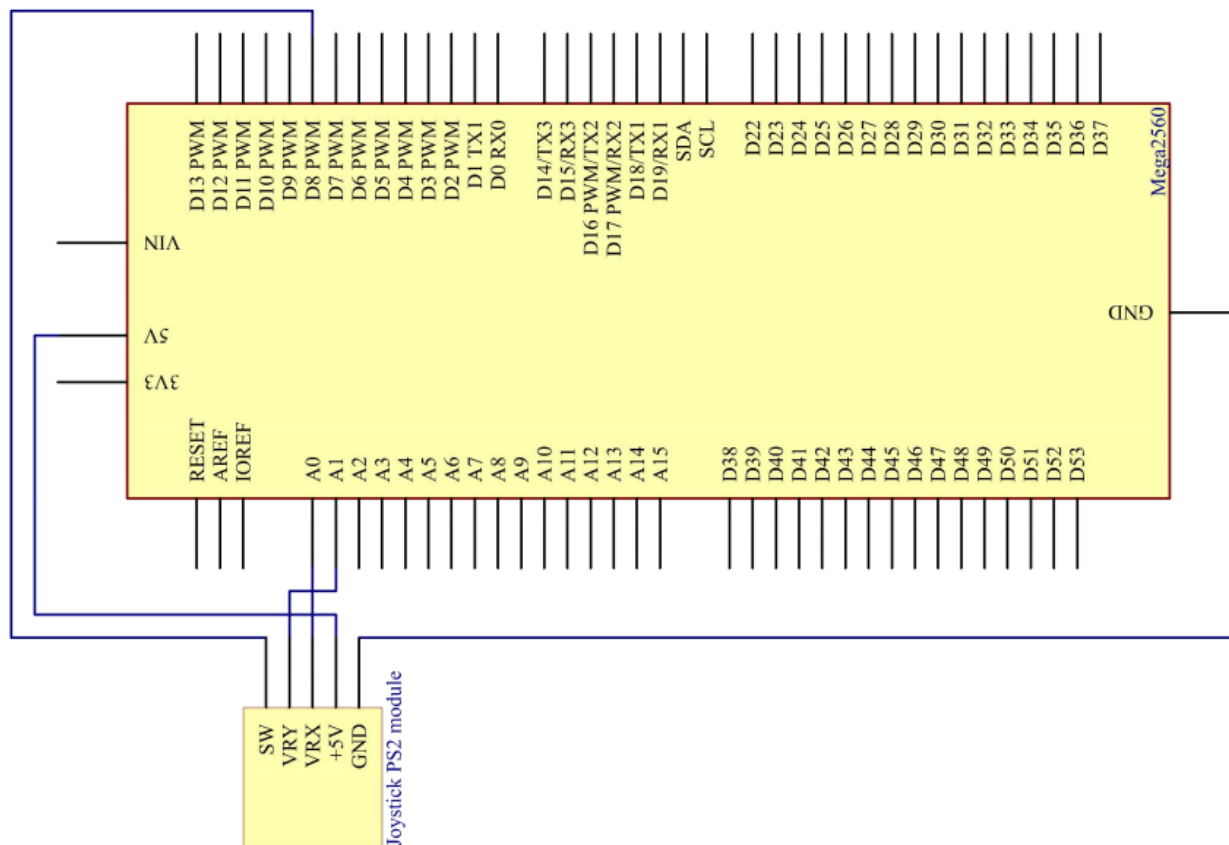 D13 PWM
D12 PWM
D11 PWM
D10 PWM
D9 PWM
D8 PWM
D7 PWM
D6 PWM
D5 PWM
D4 PWM
D3 PWM
D2 PWM
D1 TX1
D0 RX0
D14/TX3
D15/RX3
D16 PWM/TX2
D17 PWM/RX2
D18/TX1
D19/RX1
SDA
SCL
D22
D23
D24
D25
D26
D27
D28
D29
D30
D31
D32
D33
D34
D35
D36
D37
Mega2560
VIN
5V
3V3
GND
RESET
AREF
IOREF
A0
A1
A2
A3
A4
A5
A6
A7
A8
A9
A10
A11
A12
A13
A14
A15
D38
D39
D40
D41
D42
D43
D44
D45
D46
D47
D48
D49
D50
D51
D52
D53
SW
VRY
VRX
+5V
GND
Joystick PS2 module